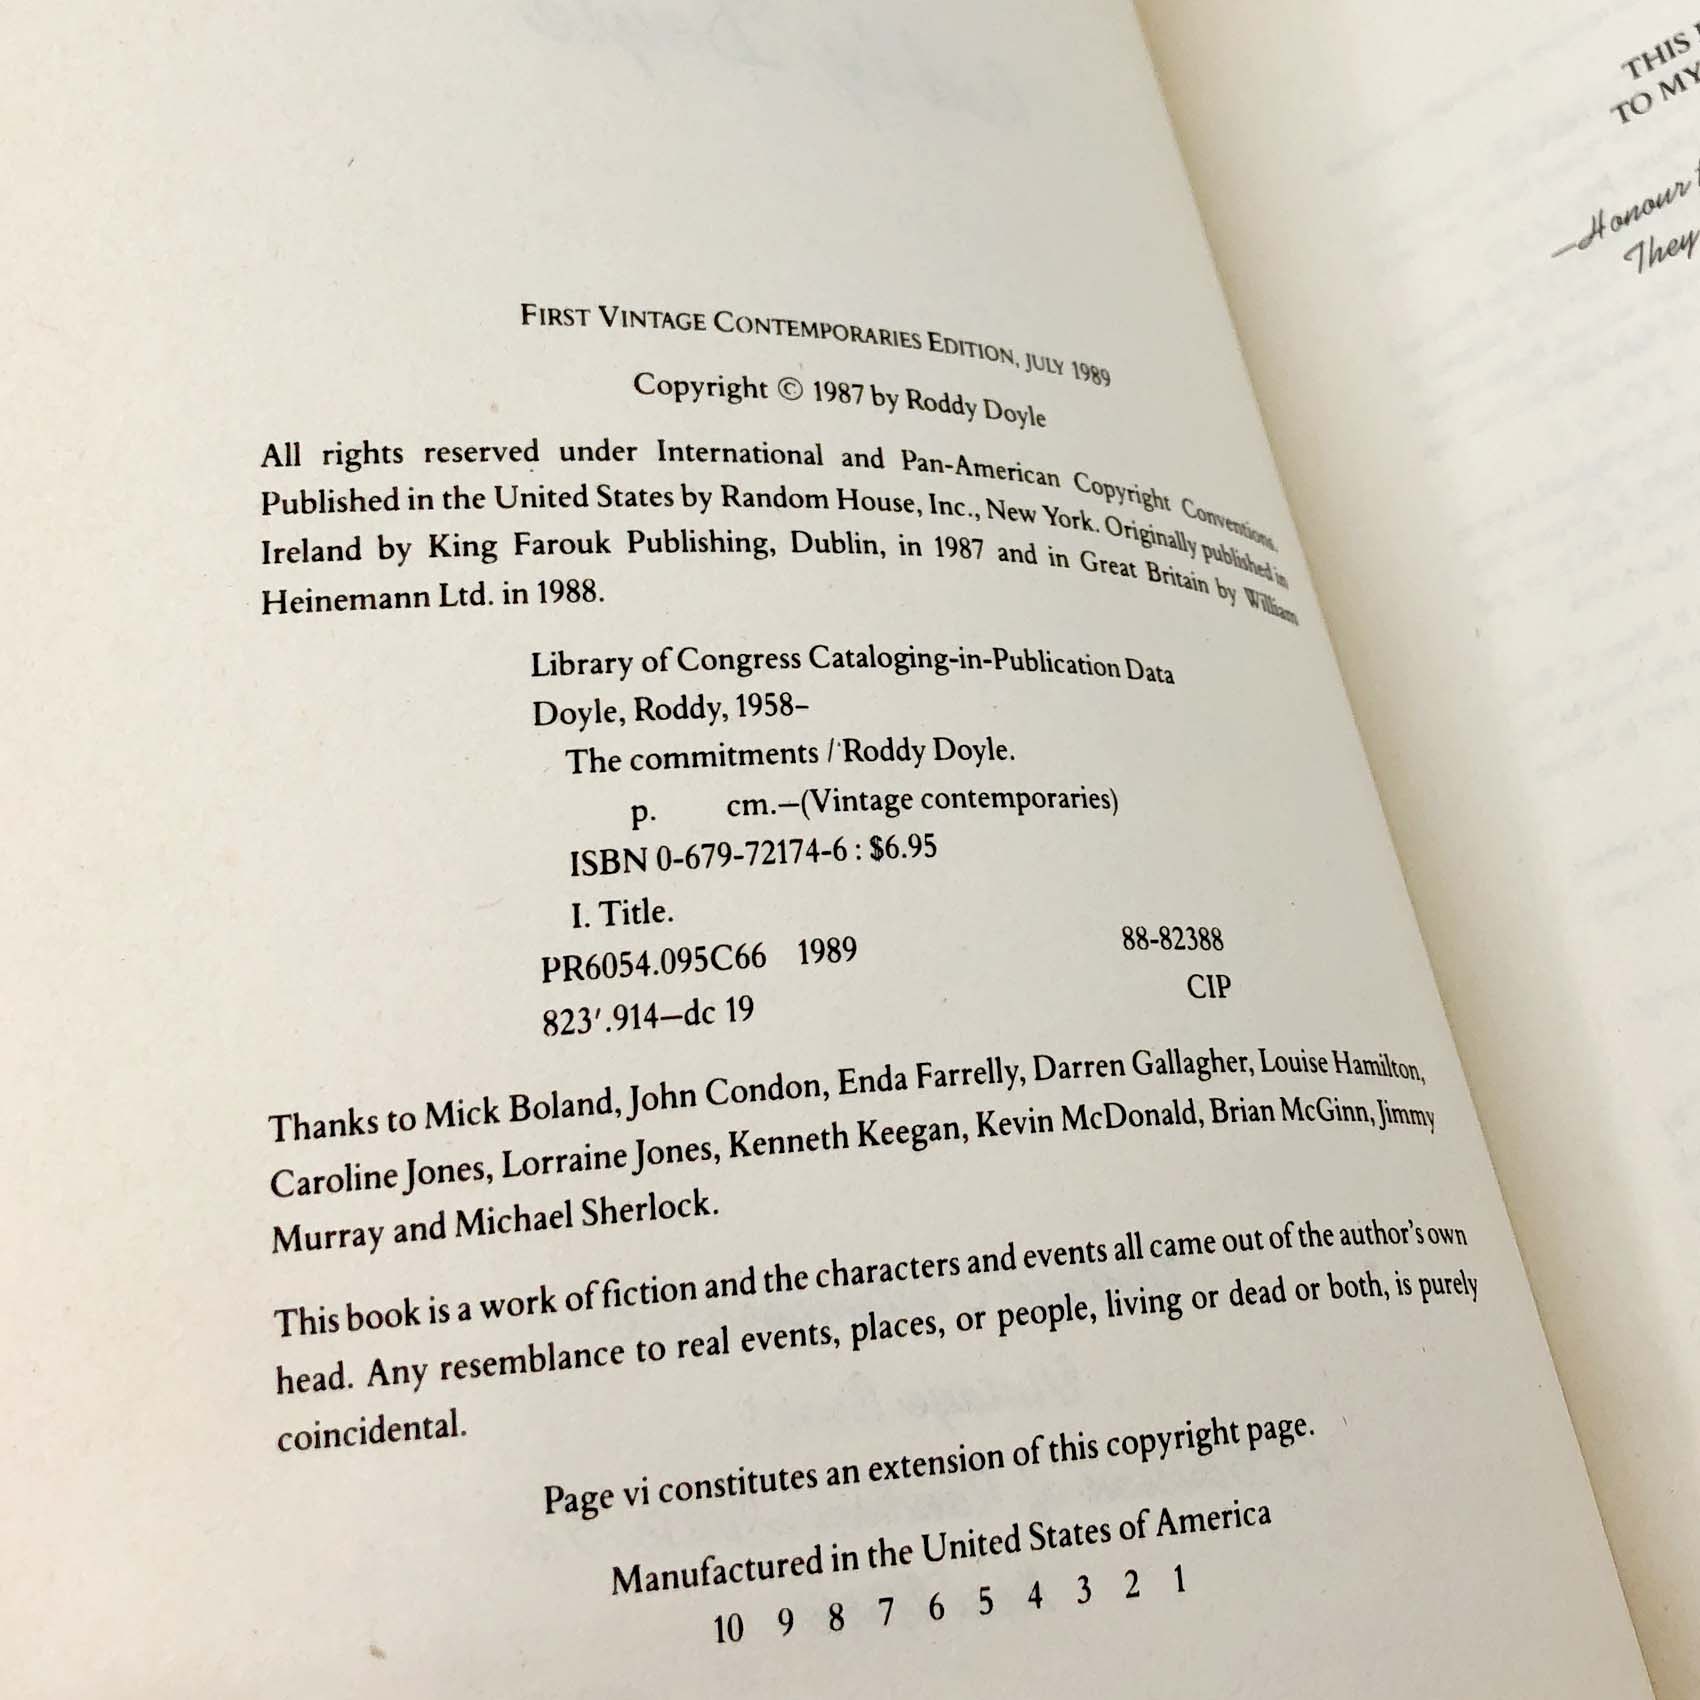 FIRST VINTAGE CONTEMPORARIES EDITION, JULY 1989
Copyright © 1987 by Roddy Doyle
All rights reserved under International and Pan-American Copyright Conventions.
Published in the United States by Random House, Inc., New York. Originally published in
Ireland by King Farouk Publishing, Dublin, in 1987 and in Great Britain by William
Heinemann Ltd. in 1988.
Library of Congress Cataloging-in-Publication Data
Doyle, Roddy, 1958–
The commitments / Roddy Doyle.
p. cm.—(Vintage contemporaries)
ISBN 0-679-72174-6 : $6.95
I. Title.
PR6054.095C66 1989 88-82388
823′.914—dc 19 CIP
Thanks to Mick Boland, John Condon, Enda Farrelly, Darren Gallagher, Louise Hamilton,
Caroline Jones, Lorraine Jones, Kenneth Keegan, Kevin McDonald, Brian McGinn, Jimmy
Murray and Michael Sherlock.
This book is a work of fiction and the characters and events all came out of the author's own
head. Any resemblance to real events, places, or people, living or dead or both, is purely
coincidental.
Page vi constitutes an extension of this copyright page.
Manufactured in the United States of America
10 9 8 7 6 5 4 3 2 1
THIS
TO MY
—Honour
They